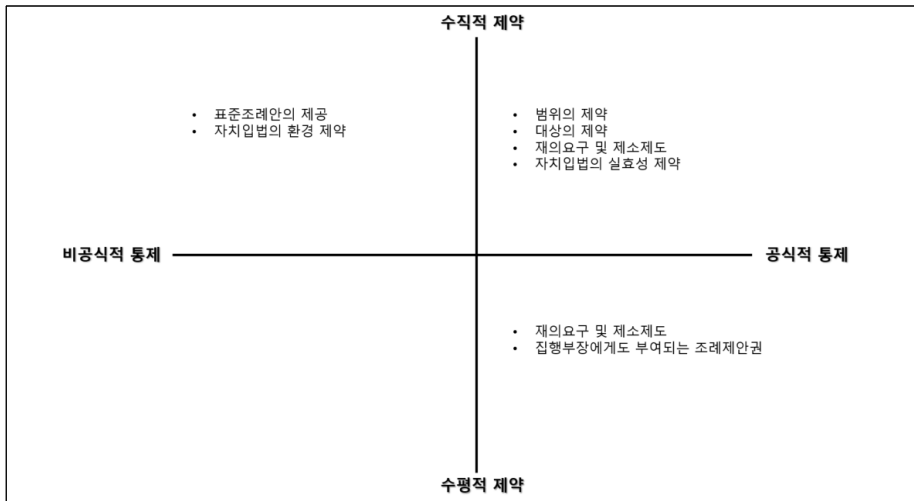 수직적 제약
• 표준조례안의 제공
• 자치입법의 환경 제약
• 범위의 제약
• 대상의 제약
• 재의요구 및 제소제도
• 자치입법의 실효성 제약
비공식적 통제
공식적 통제
• 재의요구 및 제소제도
• 집행부장에게도 부여되는 조례제안권
수평적 제약